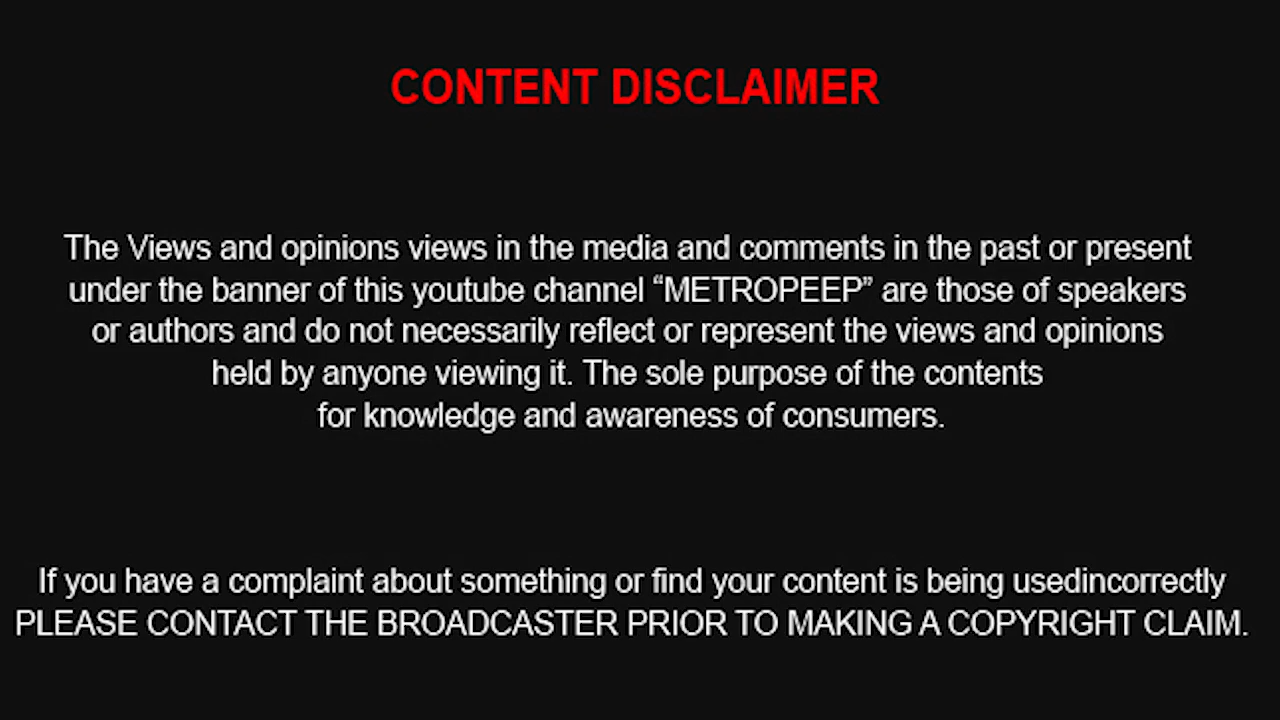 CONTENT DISCLAIMER
The Views and opinions views in the media and comments in the past or present
under the banner of this youtube channel “METROPEEP” are those of speakers
or authors and do not necessarily reflect or represent the views and opinions
held by anyone viewing it. The sole purpose of the contents
for knowledge and awareness of consumers.
If you have a complaint about something or find your content is being usedincorrectly
PLEASE CONTACT THE BROADCASTER PRIOR TO MAKING A COPYRIGHT CLAIM.